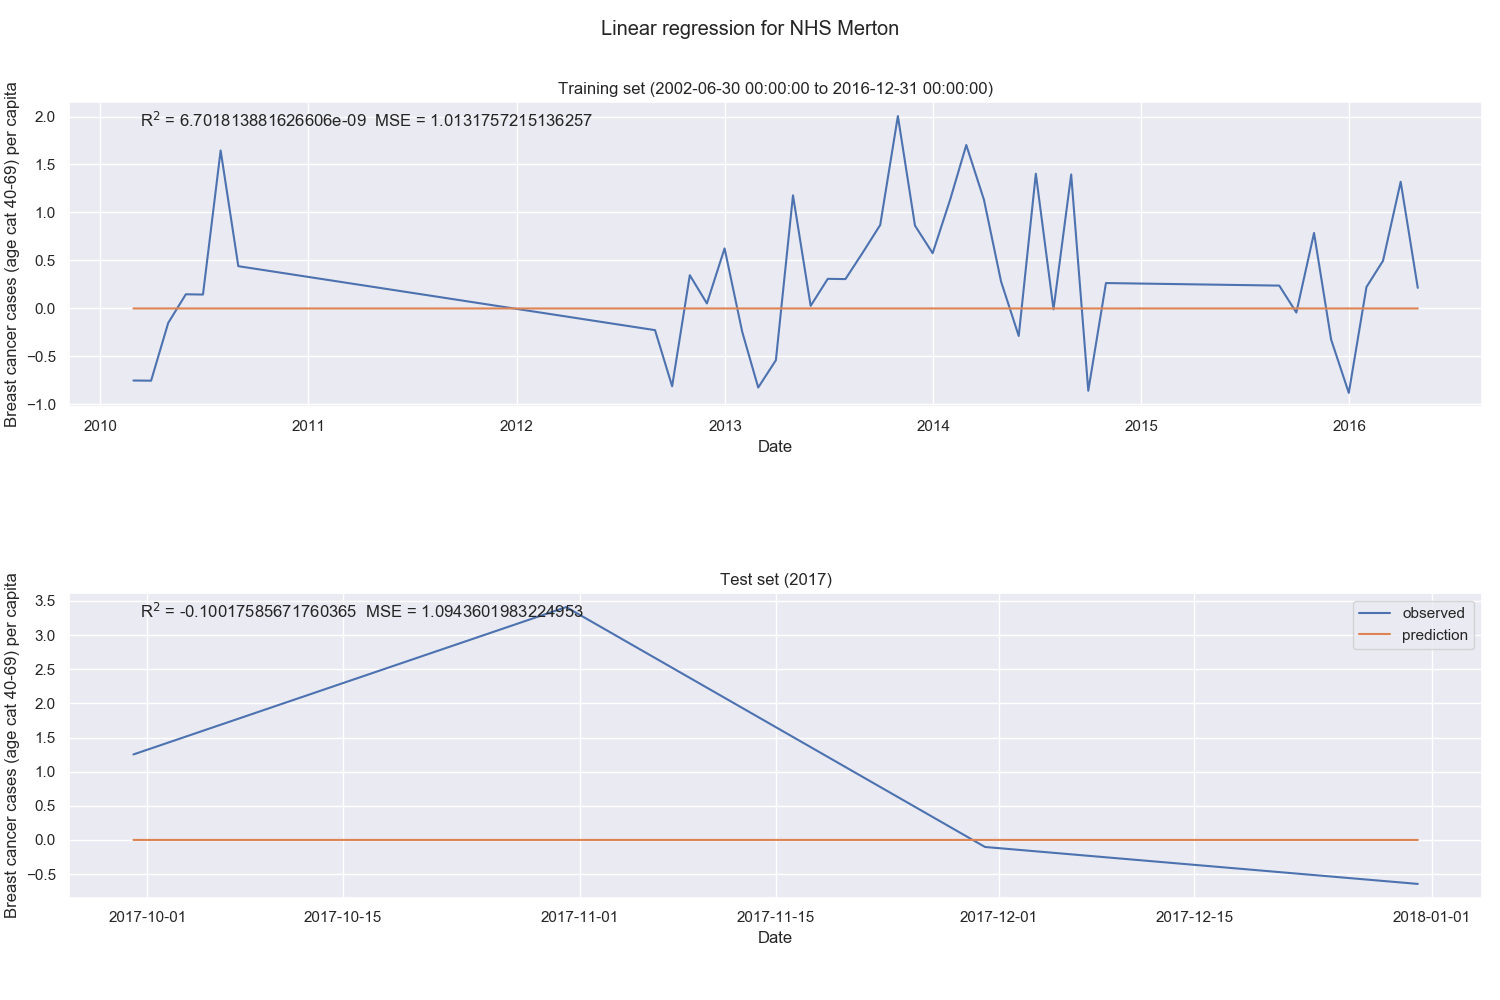 Linear regression for NHS Merton
Training set (2002-06-30 00:00:00 to 2016-12-31 00:00:00)
R² = 6.701813881626606e-09 MSE = 1.0131757215136257
Breast cancer cases (age cat 40-69) per capita
2.0
1.5
1.0
0.5
0.0
−0.5
−1.0
2010 2011 2012 2013 2014 2015 2016
Date
Test set (2017)
R² = -0.10017585671760365 MSE = 1.0943601983224953
observed
prediction
Breast cancer cases (age cat 40-69) per capita
3.5
3.0
2.5
2.0
1.5
1.0
0.5
0.0
−0.5
2017-10-01 2017-10-15 2017-11-01 2017-11-15 2017-12-01 2017-12-15 2018-01-01
Date